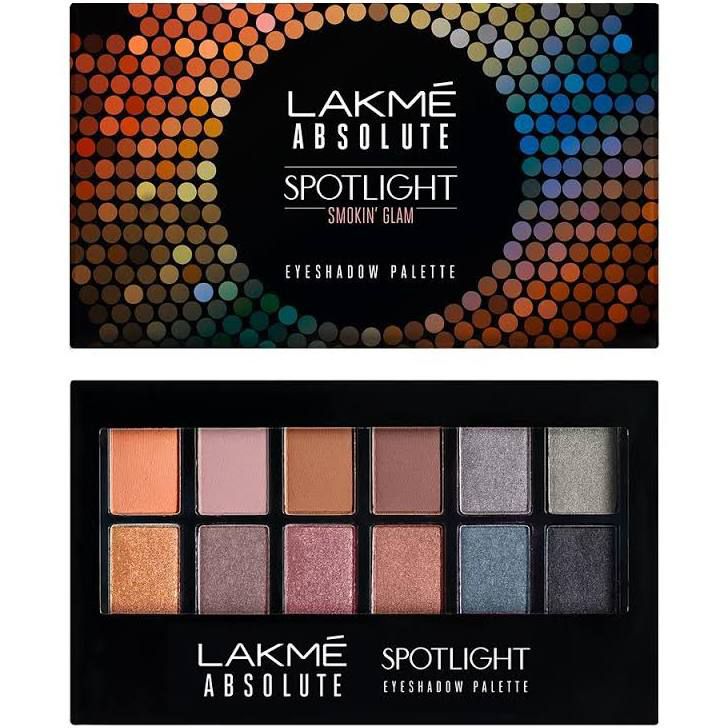 LAKMÉ
ABSOLUTE
SPOTLIGHT
SMOKIN' GLAM
EYESHADOW PALETTE
LAKMÉ
ABSOLUTE
SPOTLIGHT
EYESHADOW PALETTE